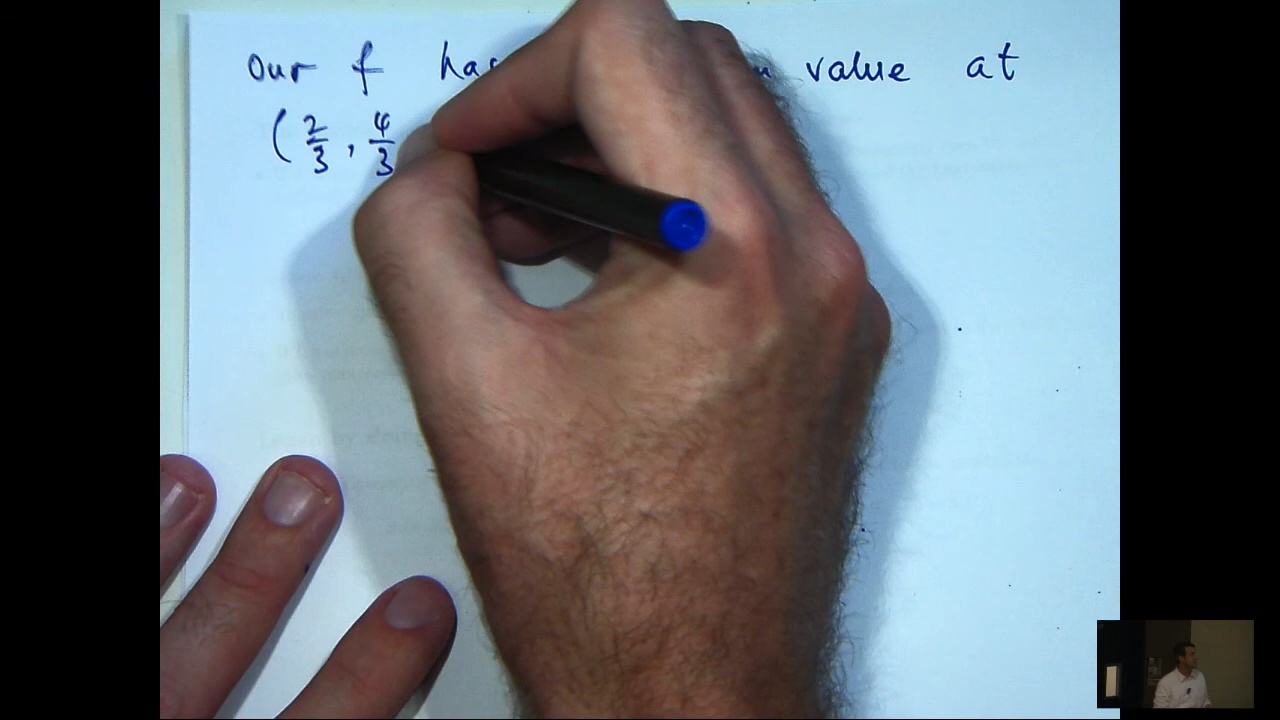 Our f has value at
(2/3, 4/3